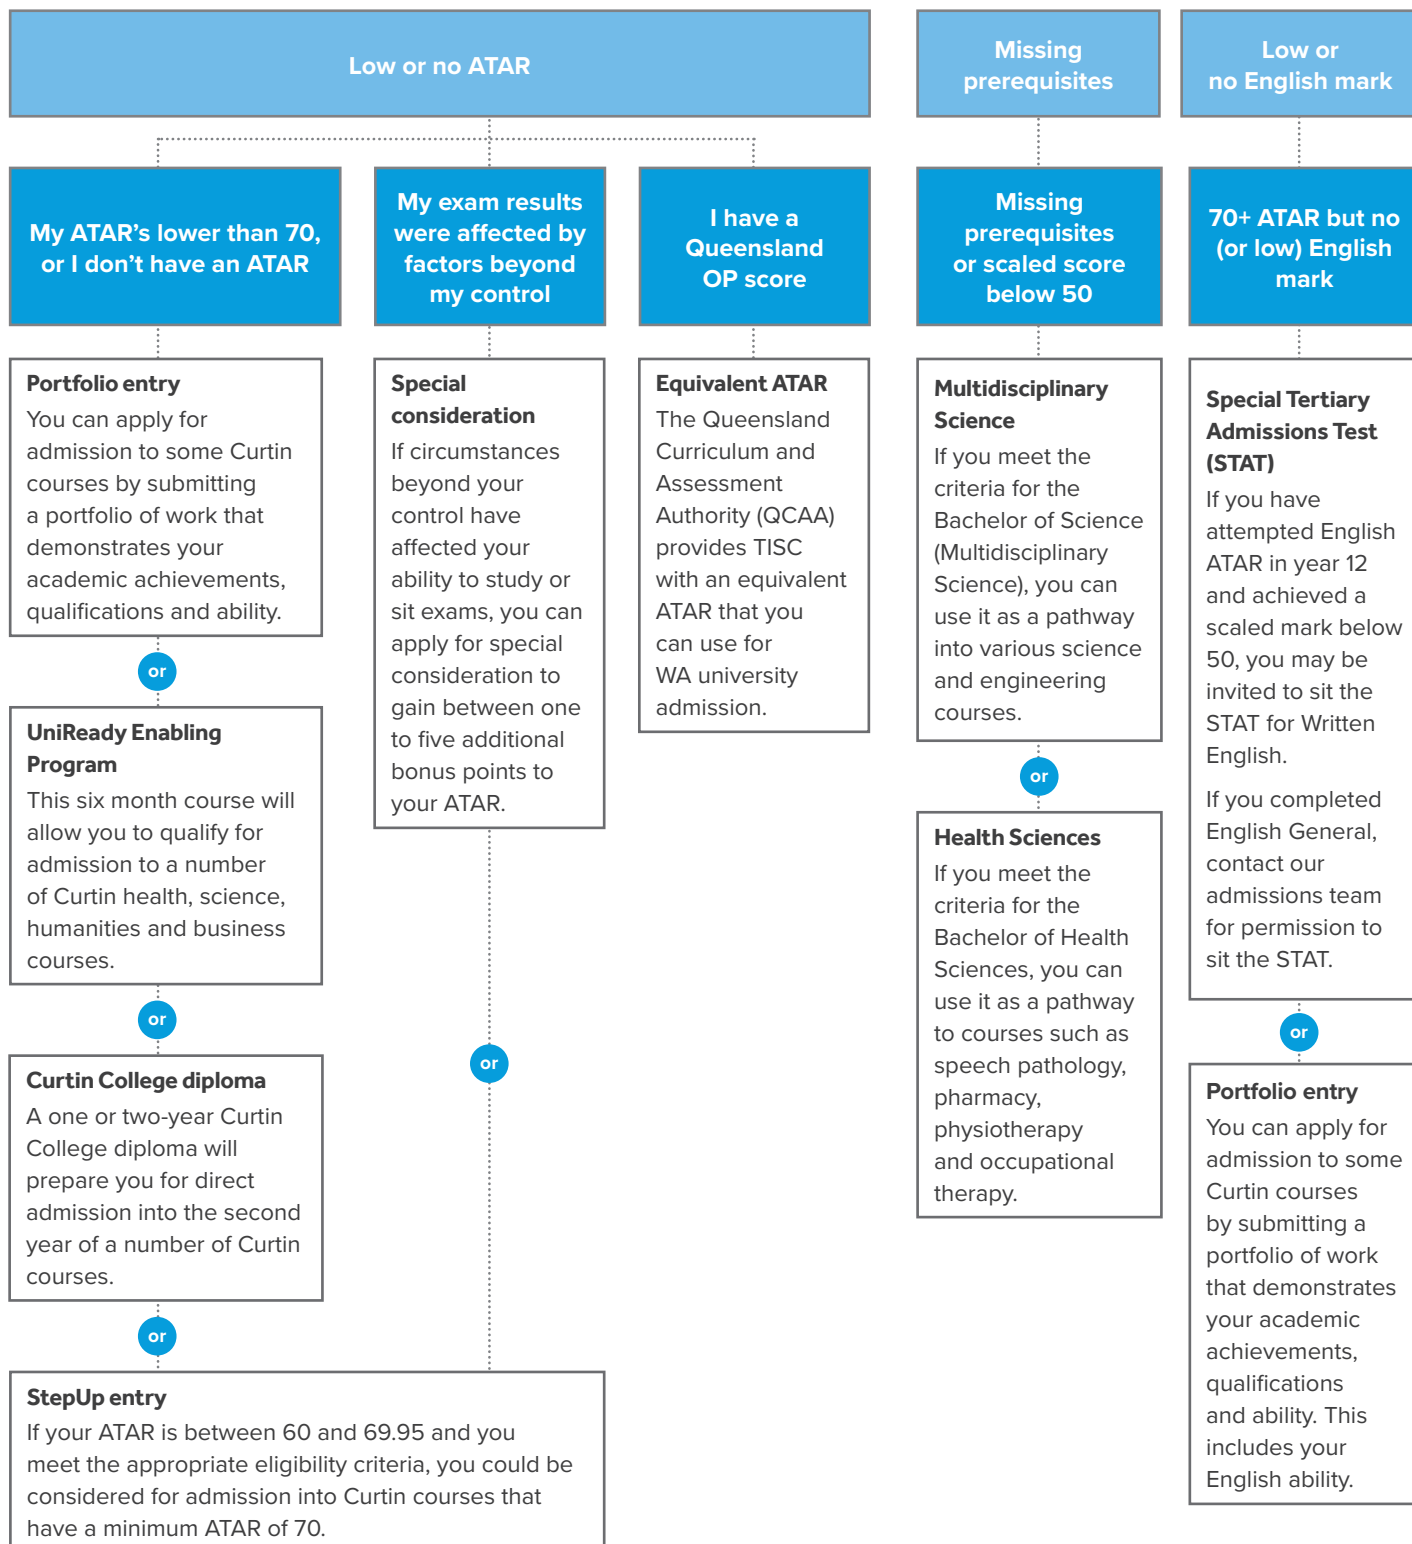 Low or no ATAR
Missing
prerequisites
Low or
no English mark
My ATAR’s lower than 70,
or I don’t have an ATAR
My exam results
were affected by
factors beyond
my control
I have a
Queensland
OP score
Missing
prerequisites
or scaled score
below 50
70+ ATAR but no
(or low) English
mark
Portfolio entry
You can apply for
admission to some Curtin
courses by submitting
a portfolio of work that
demonstrates your
academic achievements,
qualifications and ability.
or
UniReady Enabling
Program
This six month course will
allow you to qualify for
admission to a number
of Curtin health, science,
humanities and business
courses.
or
Curtin College diploma
A one or two-year Curtin
College diploma will
prepare you for direct
admission into the second
year of a number of Curtin
courses.
or
Special
consideration
If circumstances
beyond your
control have
affected your
ability to study or
sit exams, you can
apply for special
consideration to
gain between one
to five additional
bonus points to
your ATAR.
or
StepUp entry
If your ATAR is between 60 and 69.95 and you
meet the appropriate eligibility criteria, you could be
considered for admission into Curtin courses that
have a minimum ATAR of 70.
Equivalent ATAR
The Queensland
Curriculum and
Assessment
Authority (QCAA)
provides TISC
with an equivalent
ATAR that you
can use for
WA university
admission.
Multidisciplinary
Science
If you meet the
criteria for the
Bachelor of Science
(Multidisciplinary
Science), you can
use it as a pathway
into various science
and engineering
courses.
or
Health Sciences
If you meet the
criteria for the
Bachelor of Health
Sciences, you can
use it as a pathway
to courses such as
speech pathology,
pharmacy,
physiotherapy
and occupational
therapy.
Special Tertiary
Admissions Test
(STAT)
If you have
attempted English
ATAR in year 12
and achieved a
scaled mark below
50, you may be
invited to sit the
STAT for Written
English.
If you completed
English General,
contact our
admissions team
for permission to
sit the STAT.
or
Portfolio entry
You can apply for
admission to some
Curtin courses
by submitting a
portfolio of work
that demonstrates
your academic
achievements,
qualifications
and ability. This
includes your
English ability.